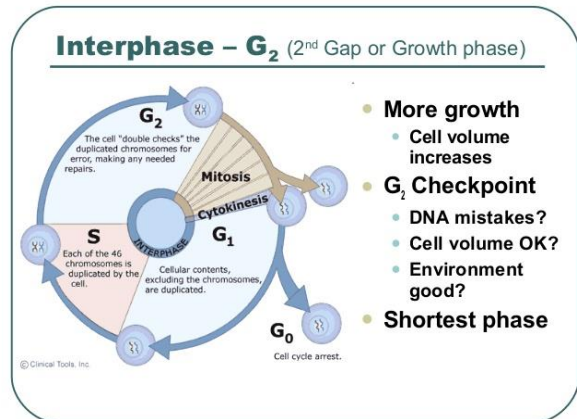 Interphase – G₂ (2nd Gap or Growth phase)
G₂
The cell "double checks" the
duplicated chromosomes for
error, making any needed
repairs.
Mitosis
Cytokinesis
INTERPHASE
S
Each of the 46
chromosomes is
duplicated by the
cell.
G₁
Cellular contents,
excluding the chromosomes,
are duplicated.
G₀
Cell cycle arrest.
© Clinical Tools, Inc.
More growth
Cell volume
increases
G₂ Checkpoint
DNA mistakes?
Cell volume OK?
Environment
good?
Shortest phase